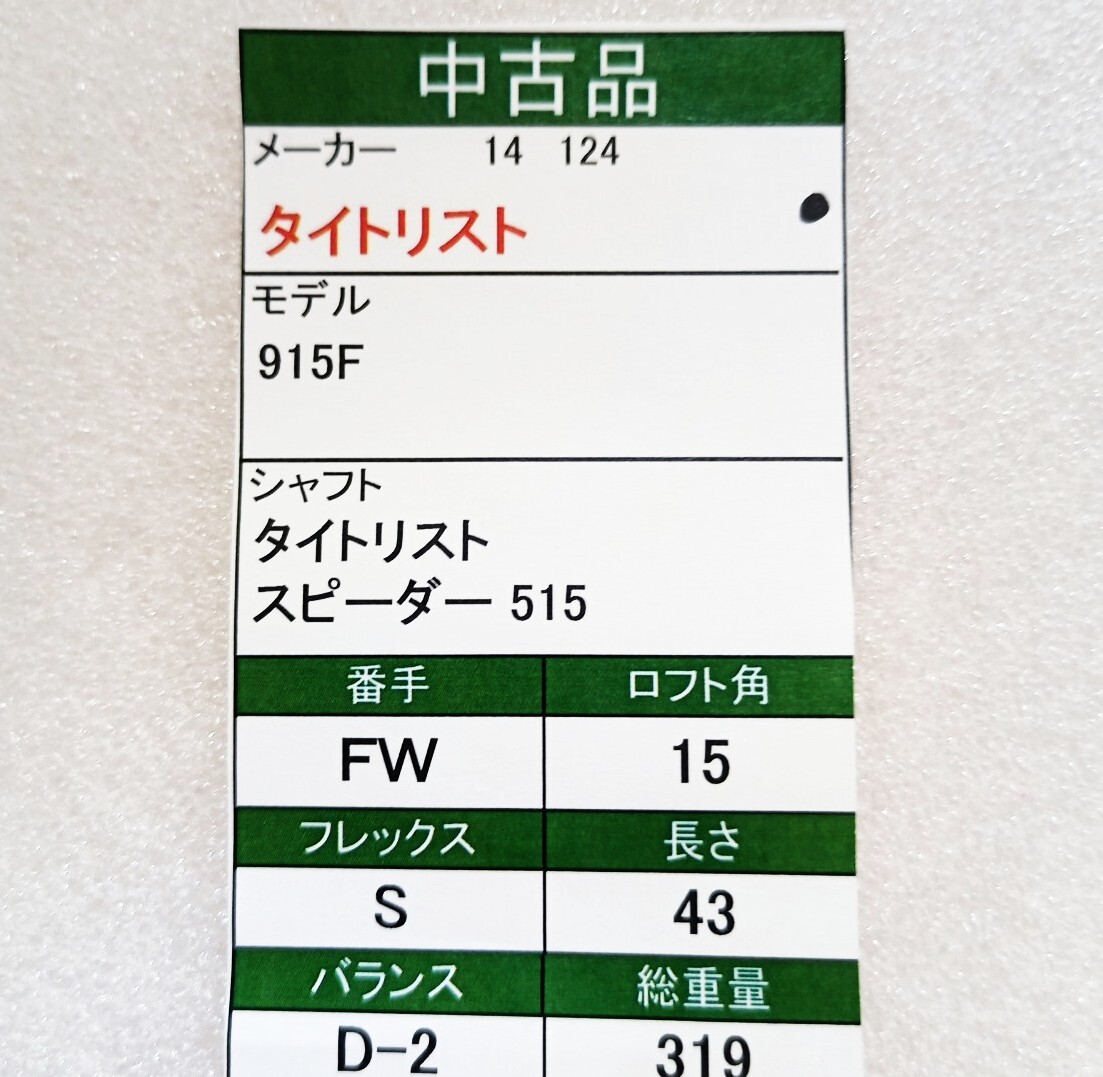 中古品
メーカー 14 124
タイトリスト
モデル
915F
シャフト
タイトリスト
スピーダー 515
番手 ロフト角
FW 15
フレックス 長さ
S 43
バランス 総重量
D-2 319